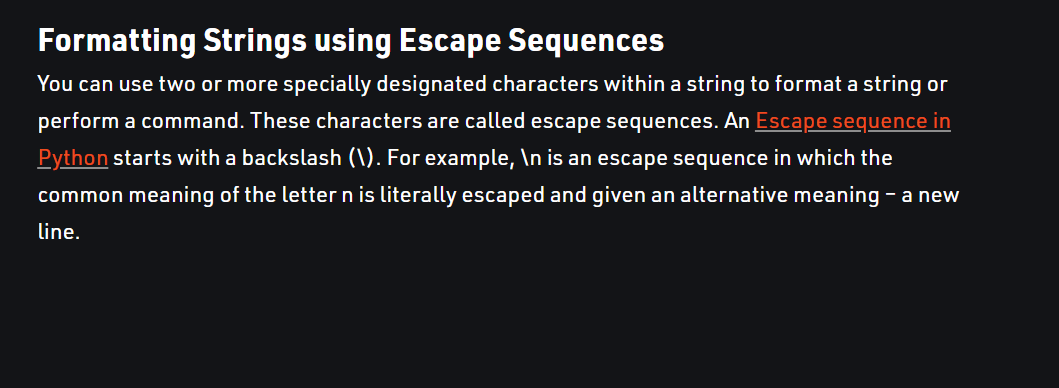 Formatting Strings using Escape Sequences
You can use two or more specially designated characters within a string to format a string or
perform a command. These characters are called escape sequences. An Escape sequence in
Python starts with a backslash (\). For example, \n is an escape sequence in which the
common meaning of the letter n is literally escaped and given an alternative meaning – a new
line.